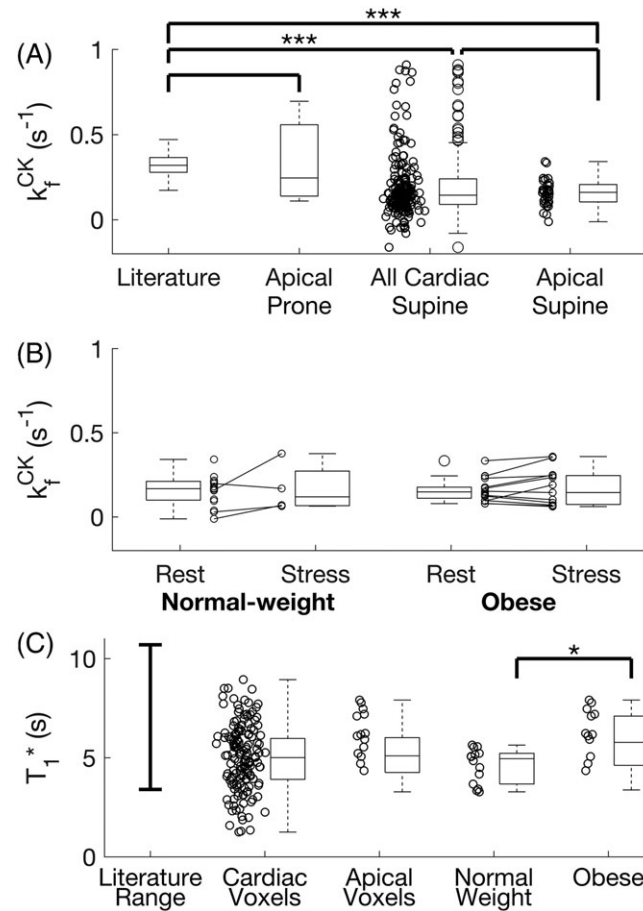 (A)
***
***
1
0.5
0
k_f^CK (s^-1)
Literature
Apical
Prone
All Cardiac
Supine
Apical
Supine
(B)
1
0.5
0
k_f^CK (s^-1)
Rest
Stress
Rest
Stress
Normal-weight
Obese
(C)
*
10
5
0
T_1* (s)
Literature
Range
Cardiac
Voxels
Apical
Voxels
Normal
Weight
Obese